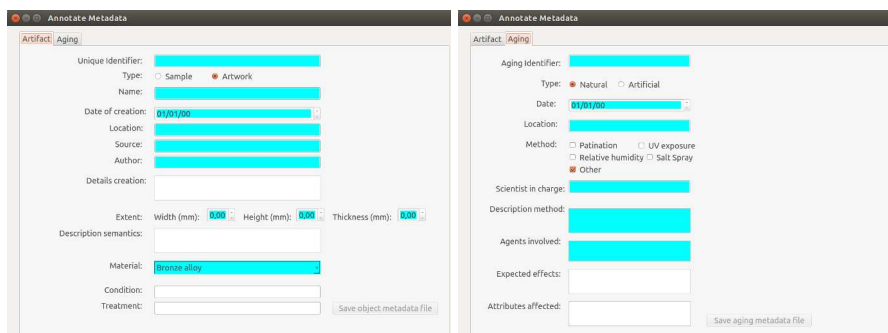 Annotate Metadata
Artifact Aging
Unique Identifier:
Type: Sample Artwork
Name:
Date of creation: 01/01/00
Location:
Source:
Author:
Details creation:
Extent: Width (mm): 0,00 Height (mm): 0,00 Thickness (mm): 0,00
Description semantics:
Material: Bronze alloy
Condition:
Treatment:
Save object metadata file
Annotate Metadata
Artifact Aging
Aging Identifier:
Type: Natural Artificial
Date: 01/01/00
Location:
Method: Patination UV exposure
Relative humidity Salt Spray
Other
Scientist in charge:
Description method:
Agents involved:
Expected effects:
Attributes affected:
Save aging metadata file